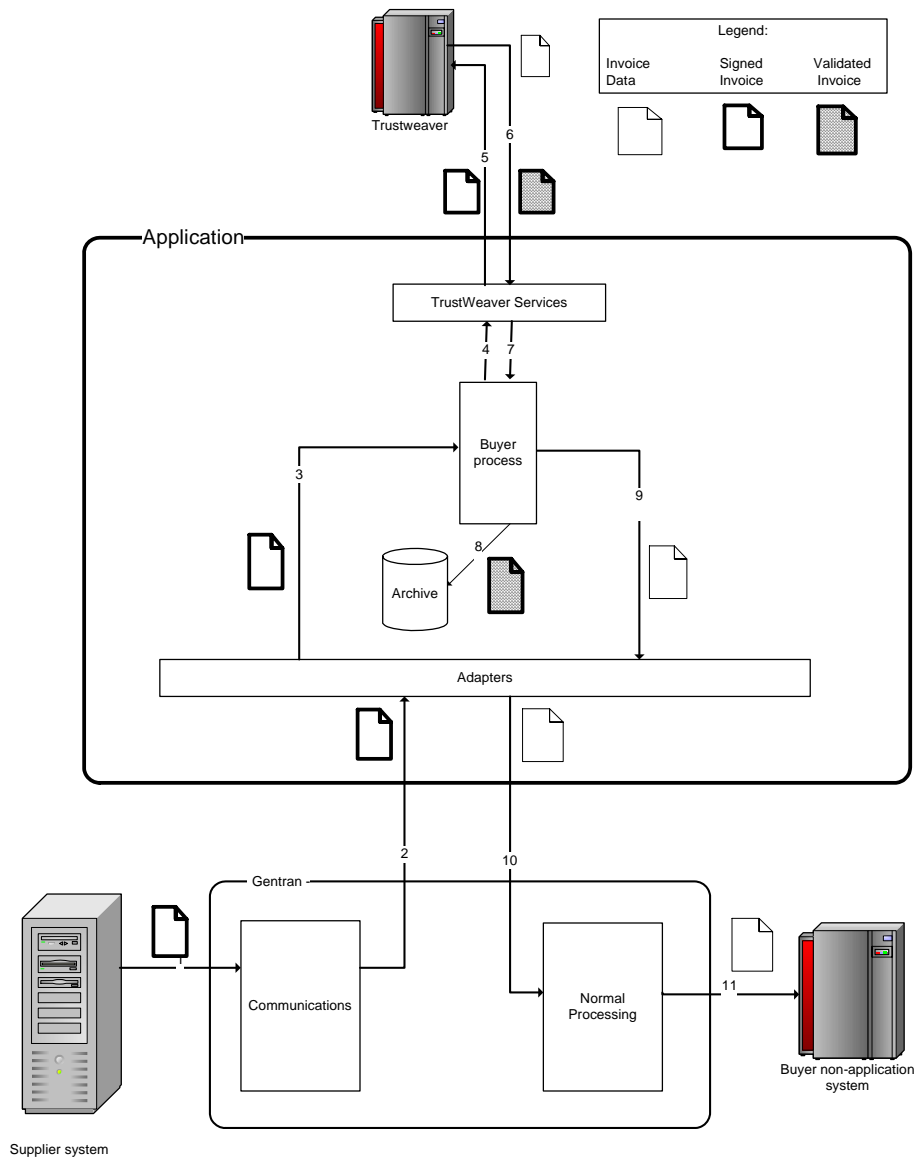 Legend:
Invoice Data
Signed Invoice
Validated Invoice
Trustweaver
6
5
Application
TrustWeaver Services
4
7
Buyer process
3
9
8
Archive
Adapters
2
10
Gentran
Communications
Normal Processing
11
Buyer non-application system
Supplier system